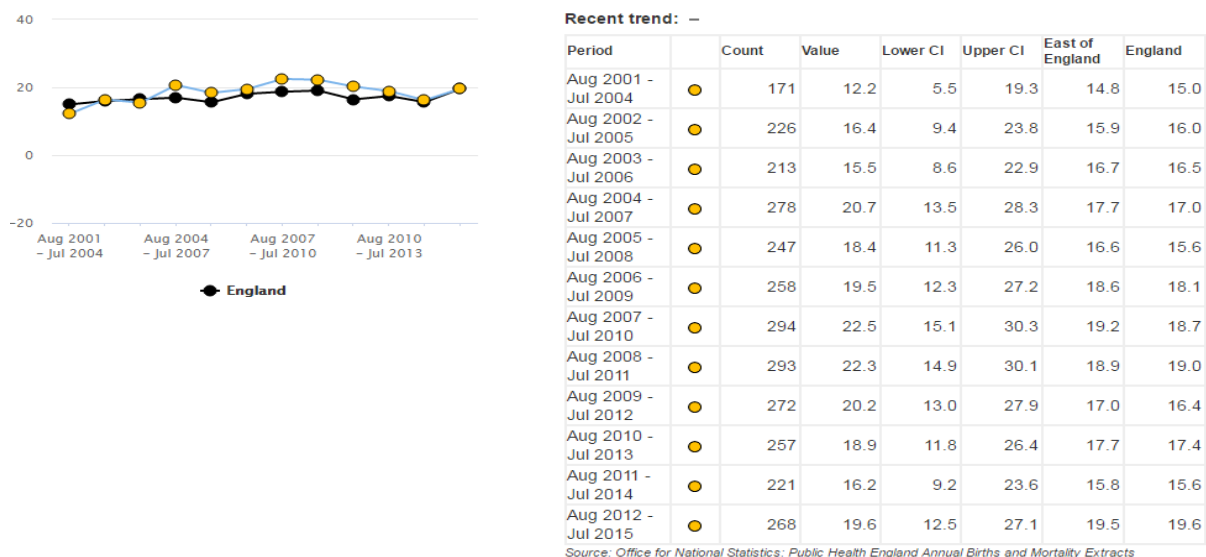 40
20
0
−20
Aug 2001
– Jul 2004
Aug 2004
– Jul 2007
Aug 2007
– Jul 2010
Aug 2010
– Jul 2013
England
Recent trend: –
Period Count Value Lower CI Upper CI East of England England
Aug 2001 -
Jul 2004 171 12.2 5.5 19.3 14.8 15.0
Aug 2002 -
Jul 2005 226 16.4 9.4 23.8 15.9 16.0
Aug 2003 -
Jul 2006 213 15.5 8.6 22.9 16.7 16.5
Aug 2004 -
Jul 2007 278 20.7 13.5 28.3 17.7 17.0
Aug 2005 -
Jul 2008 247 18.4 11.3 26.0 16.6 15.6
Aug 2006 -
Jul 2009 258 19.5 12.3 27.2 18.6 18.1
Aug 2007 -
Jul 2010 294 22.5 15.1 30.3 19.2 18.7
Aug 2008 -
Jul 2011 293 22.3 14.9 30.1 18.9 19.0
Aug 2009 -
Jul 2012 272 20.2 13.0 27.9 17.0 16.4
Aug 2010 -
Jul 2013 257 18.9 11.8 26.4 17.7 17.4
Aug 2011 -
Jul 2014 221 16.2 9.2 23.6 15.8 15.6
Aug 2012 -
Jul 2015 268 19.6 12.5 27.1 19.5 19.6
Source: Office for National Statistics: Public Health England Annual Births and Mortality Extracts